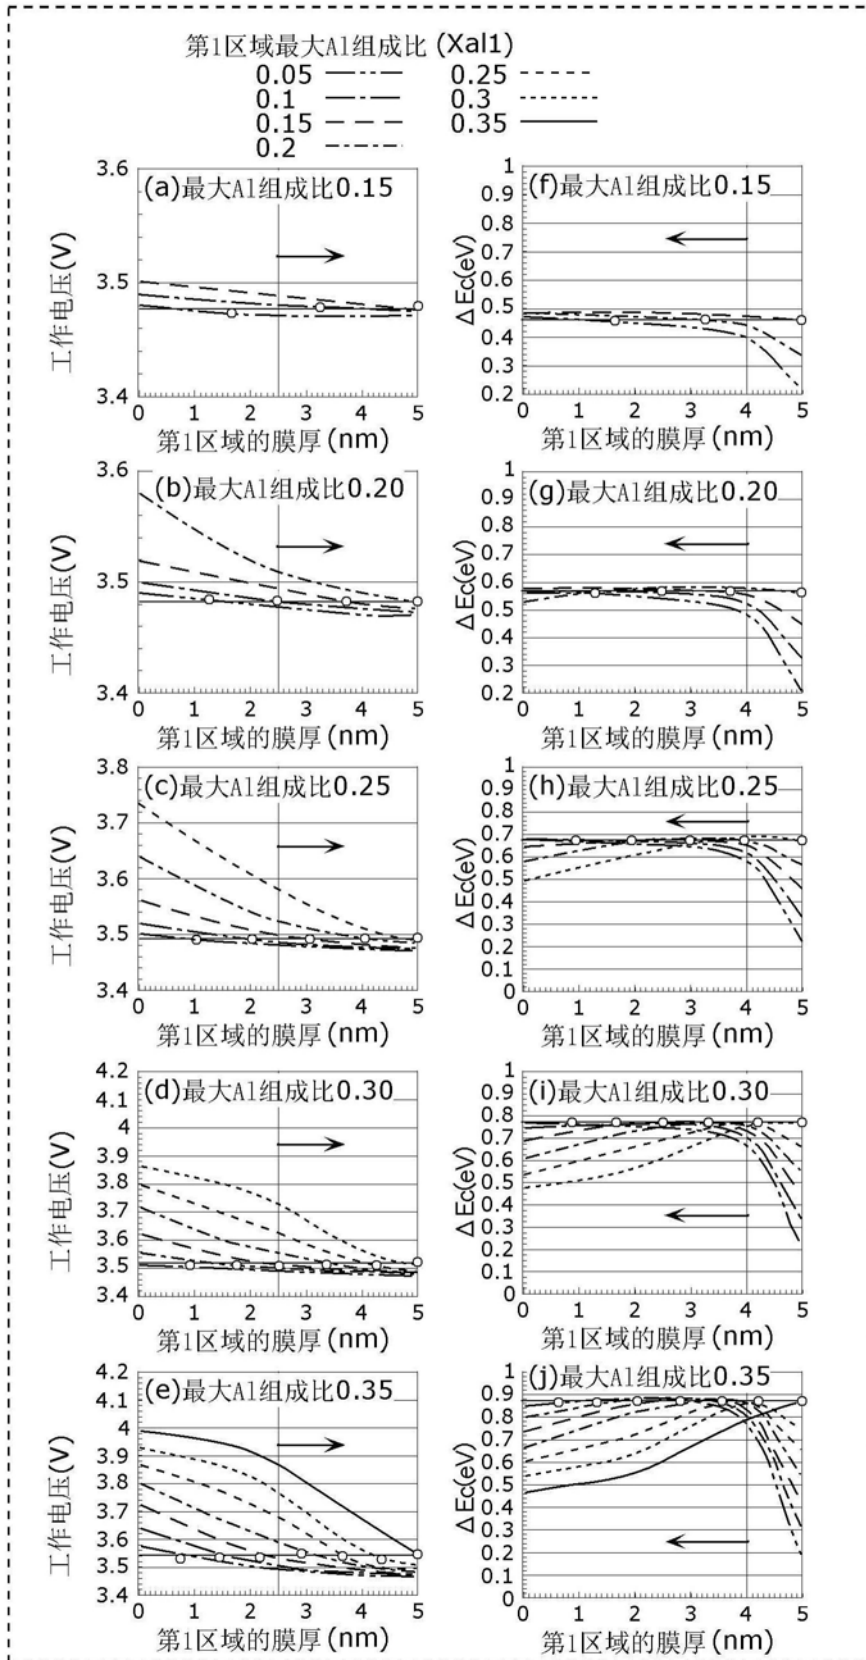 第1区域最大Al组成比 (Xal1)
0.05 0.25
0.1 0.3
0.15 0.35
0.2
(a)最大Al组成比0.15
工作电压(V)
3.6
3.5
3.4
0 1 2 3 4 5
第1区域的膜厚(nm)
(f)最大Al组成比0.15
ΔEc(eV)
1
0.9
0.8
0.7
0.6
0.5
0.4
0.3
0.2
0 1 2 3 4 5
第1区域的膜厚(nm)
(b)最大Al组成比0.20
工作电压(V)
3.6
3.5
3.4
0 1 2 3 4 5
第1区域的膜厚(nm)
(g)最大Al组成比0.20
ΔEc(eV)
1
0.9
0.8
0.7
0.6
0.5
0.4
0.3
0.2
0 1 2 3 4 5
第1区域的膜厚(nm)
(c)最大Al组成比0.25
工作电压(V)
3.8
3.7
3.6
3.5
3.4
0 1 2 3 4 5
第1区域的膜厚(nm)
(h)最大Al组成比0.25
ΔEc(eV)
1
0.9
0.8
0.7
0.6
0.5
0.4
0.3
0.2
0.1
0
0 1 2 3 4 5
第1区域的膜厚(nm)
(d)最大Al组成比0.30
工作电压(V)
4.2
4.1
4
3.9
3.8
3.7
3.6
3.5
3.4
0 1 2 3 4 5
第1区域的膜厚(nm)
(i)最大Al组成比0.30
ΔEc(eV)
1
0.9
0.8
0.7
0.6
0.5
0.4
0.3
0.2
0.1
0
0 1 2 3 4 5
第1区域的膜厚(nm)
(e)最大Al组成比0.35
工作电压(V)
4.2
4.1
4
3.9
3.8
3.7
3.6
3.5
3.4
0 1 2 3 4 5
第1区域的膜厚(nm)
(j)最大Al组成比0.35
ΔEc(eV)
1
0.9
0.8
0.7
0.6
0.5
0.4
0.3
0.2
0.1
0
0 1 2 3 4 5
第1区域的膜厚(nm)